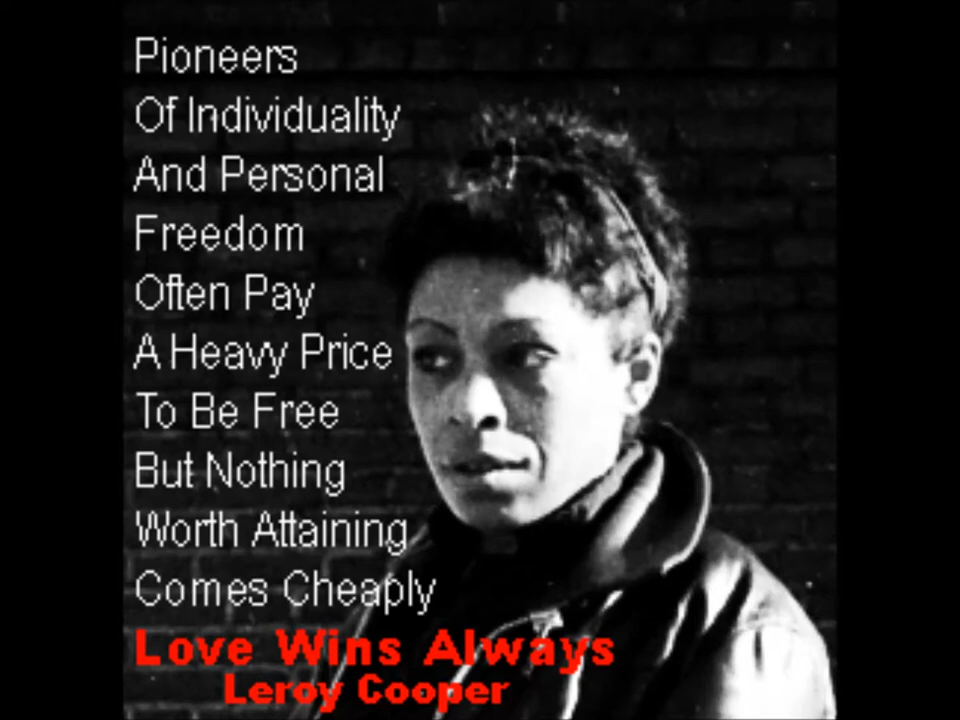 Pioneers
Of Individuality
And Personal
Freedom
Often Pay
A Heavy Price
To Be Free
But Nothing
Worth Attaining
Comes Cheaply
Love Wins Always
Leroy Cooper